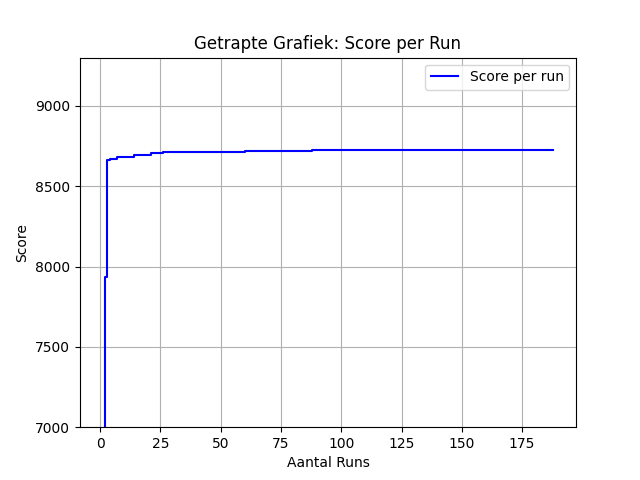 Getrapte Grafiek: Score per Run
Score per run
9000
8500
8000
7500
7000
Score
0 25 50 75 100 125 150 175
Aantal Runs